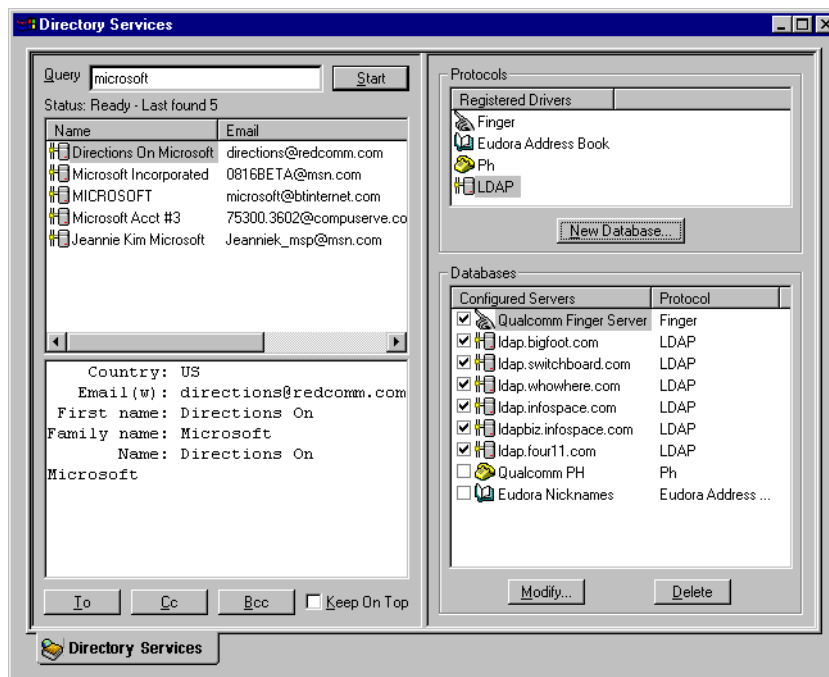 Directory Services
Query microsoft Start
Status: Ready - Last found 5
Name Email
Directions On Microsoft directions@redcomm.com
Microsoft Incorporated 0816BETA@msn.com
MICROSOFT microsoft@btinternet.com
Microsoft Acct #3 75300.3602@compuserve.co
Jeannie Kim Microsoft Jeanniek_msp@msn.com
Country: US
Email(w): directions@redcomm.com
First name: Directions On
Family name: Microsoft
Name: Directions On
Microsoft
To Cc Bcc Keep On Top
Protocols
Registered Drivers
Finger
Eudora Address Book
Ph
LDAP
New Database...
Databases
Configured Servers Protocol
Qualcomm Finger Server Finger
ldap.bigfoot.com LDAP
ldap.switchboard.com LDAP
ldap.whowhere.com LDAP
ldap.infospace.com LDAP
ldapbiz.infospace.com LDAP
ldap.four11.com LDAP
Qualcomm PH Ph
Eudora Nicknames Eudora Address ...
Modify... Delete
Directory Services